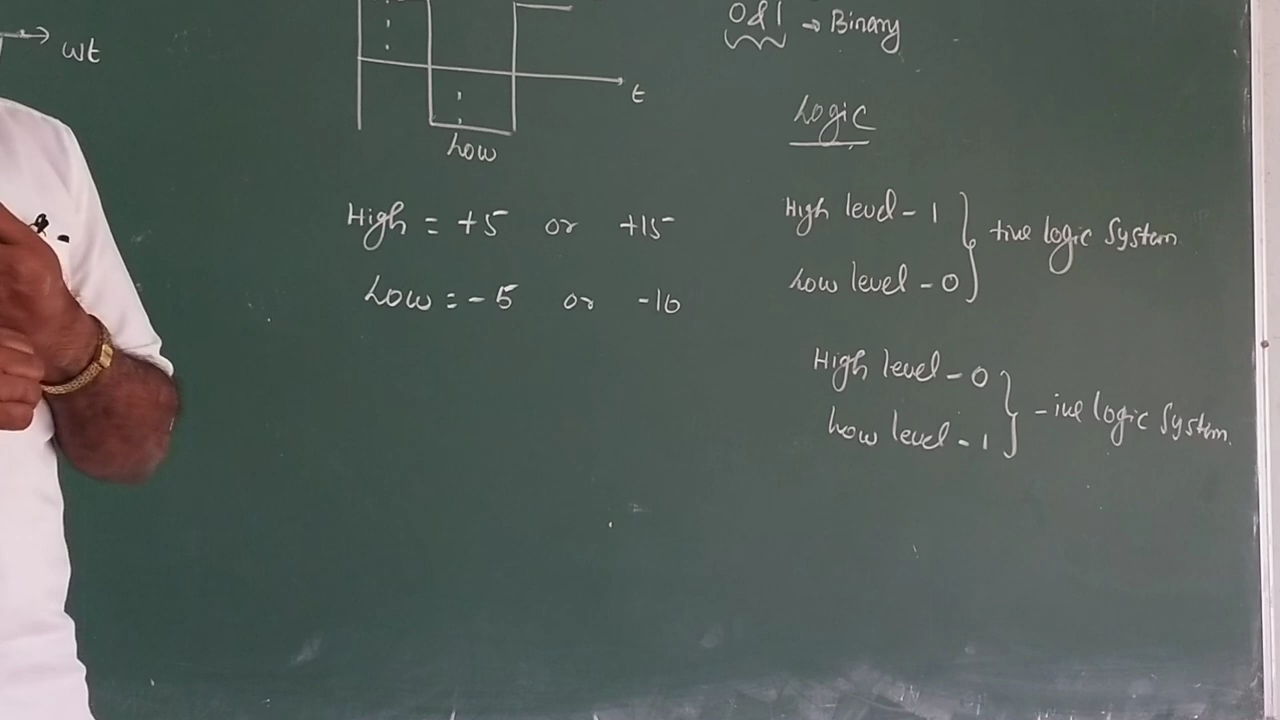 wt
t
Low
High = +5 or +15
Low = -5 or -10
0 & 1 → Binary
Logic
High level - 1
Low level - 0
+ive logic System
High level - 0
Low level - 1
-ive logic System.